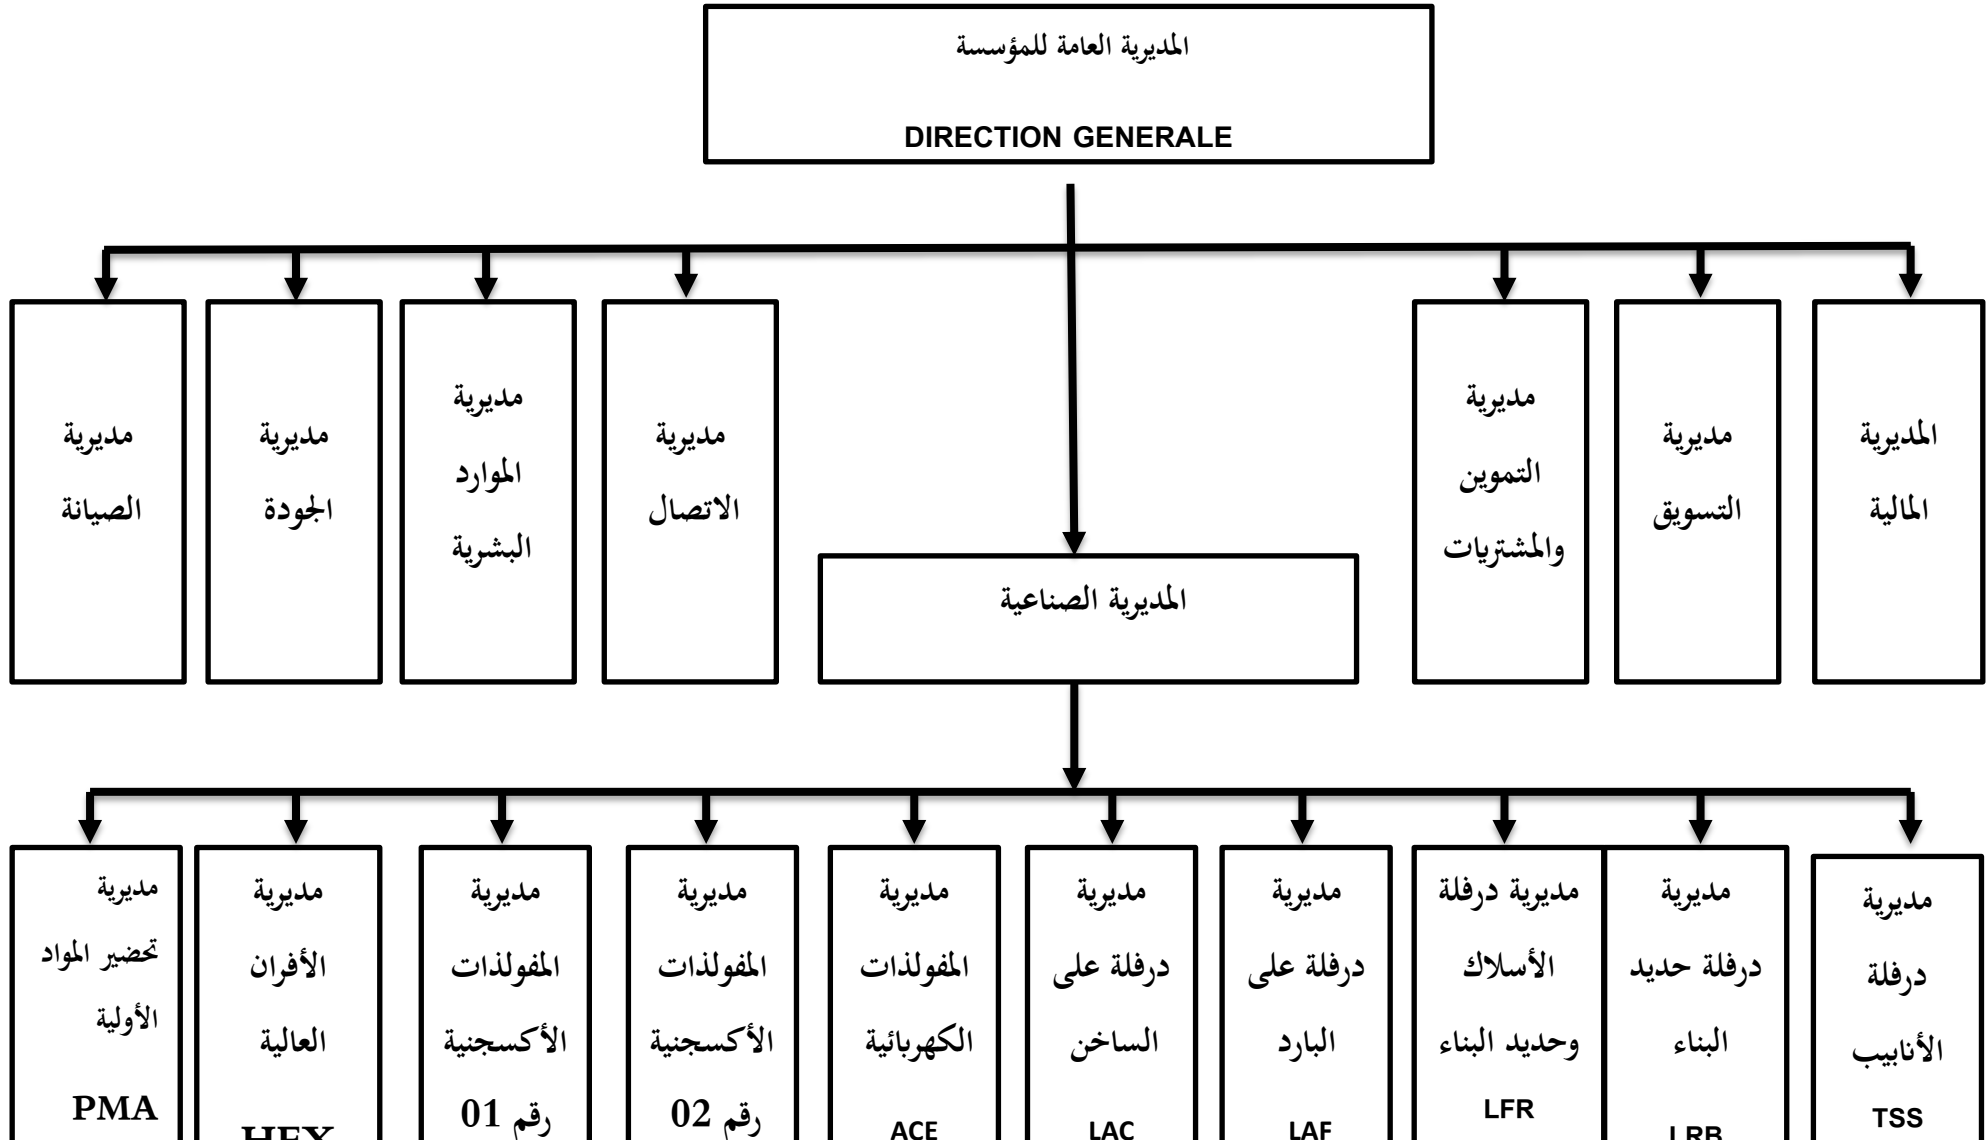 المديرية العامة للمؤسسة
DIRECTION GENERALE
المديرية
المالية
مديرية
التسويق
مديرية
التموين
والمشتريات
مديرية
الاتصال
مديرية
الموارد
البشرية
مديرية
الجودة
مديرية
الصيانة
المديرية الصناعية
مديرية
درفلة
الأنابيب
TSS
مديرية
درفلة حديد
البناء
LRB
مديرية درفلة
الأسلاك
وحديد البناء
LFR
مديرية
درفلة على
البارد
LAF
مديرية
درفلة على
الساخن
LAC
مديرية
المفولذات
الكهربائية
ACE
مديرية
المفولذات
الأكسجنية
رقم 02
مديرية
المفولذات
الأكسجنية
رقم 01
مديرية
الأفران
العالية
HFX
مديرية
تحضير المواد
الأولية
PMA